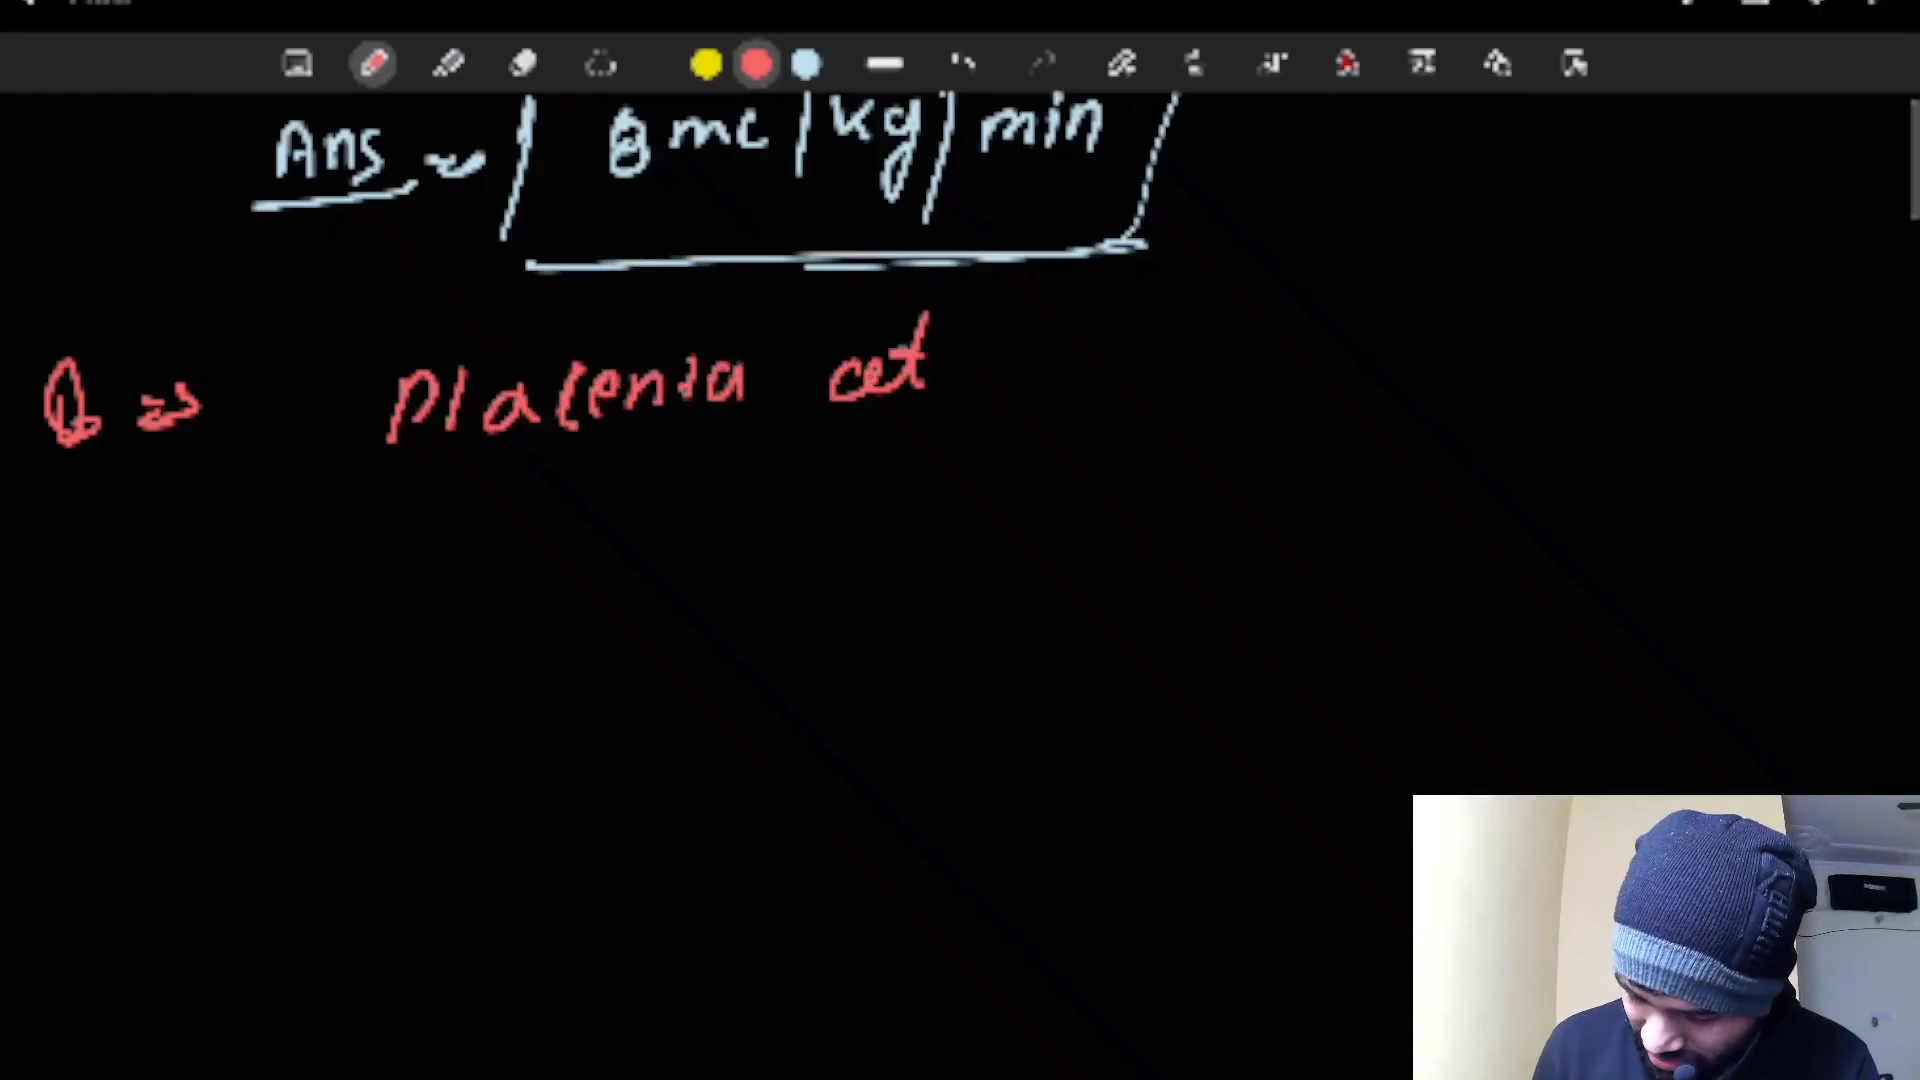 Ans = 8 mc/kg/min
Q => Placenta cet